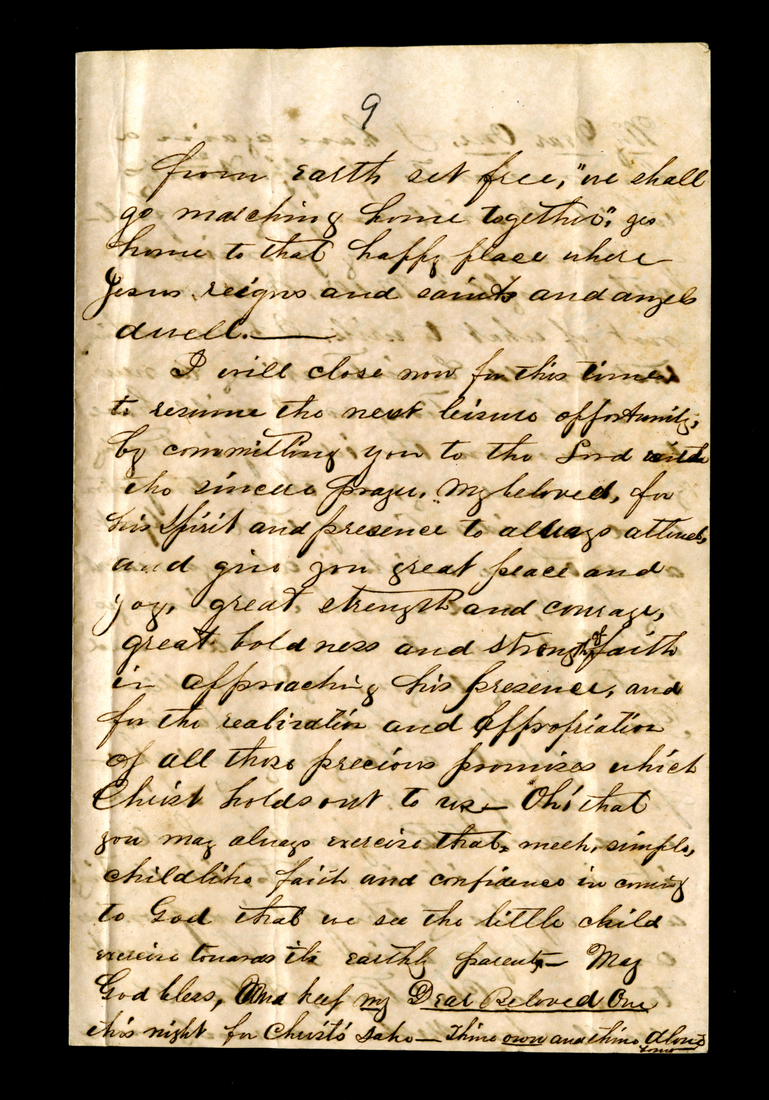 9
from earth set free, "we shall
go marching home together", go
home to that happy place where
Jesus reigns and saints and angels
dwell.
I will close now for this time
to resume the next leisure opportunity,
by committing you to the Lord with
the sincere prayer, My beloved, for
his Spirit and presence to always attend,
and give you great peace and
joy, great strength and courage,
great boldness and strong of faith
in approaching his presence, and
for the realization and appropriation
of all those precious promises which
Christ holds out to us — Oh! that
you may always exercise that meek, simple,
childlike faith and confidence in coming
to God that we see the little child
exercise towards its earthly parents — May
God bless, And keep my Dear Beloved One
this night for Christ's sake — Thine own and thine alone